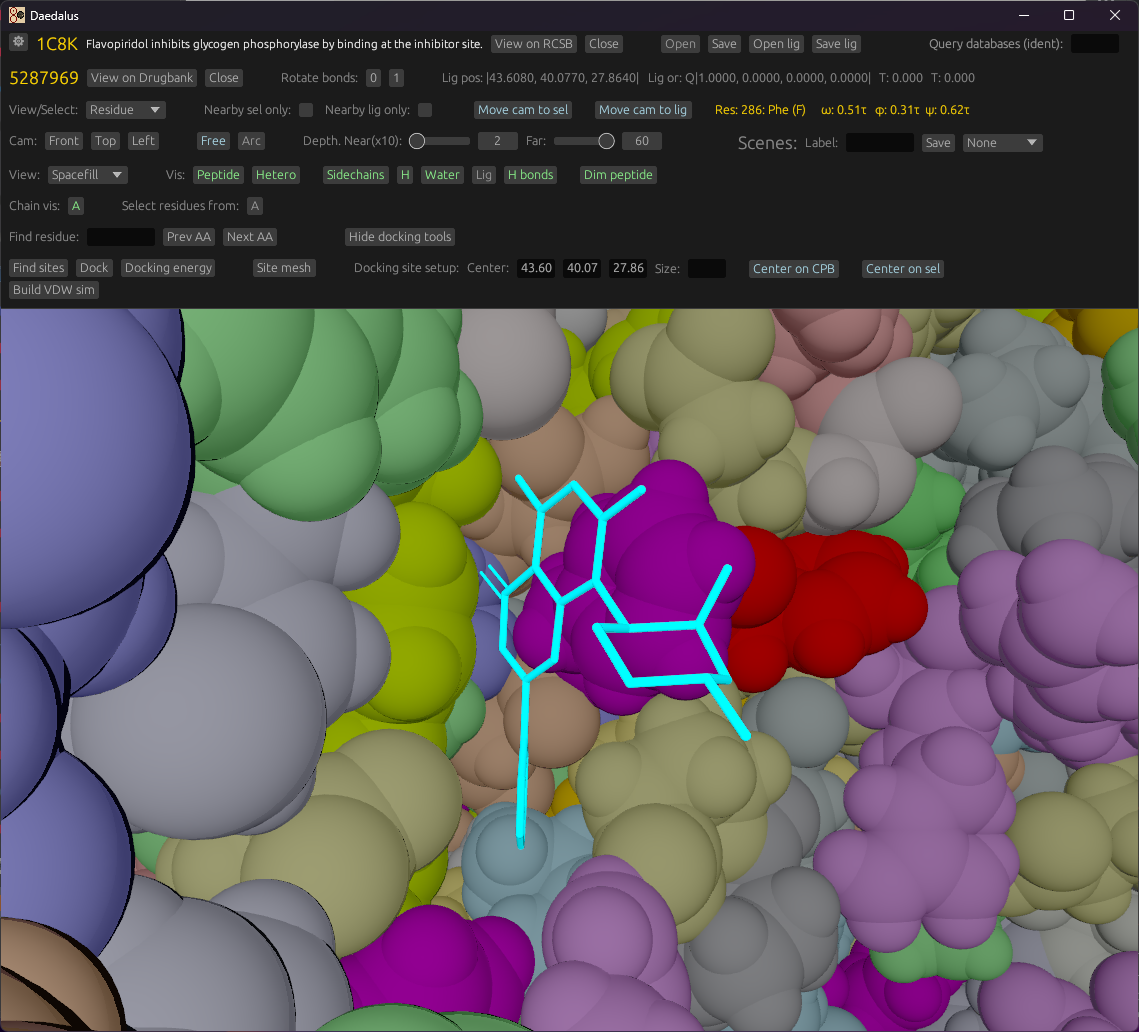 Daedalus
1C8K Flavopiridol inhibits glycogen phosphorylase by binding at the inhibitor site. View on RCSB Close Open Save Open lig Save lig Query databases (ident):
5287969 View on Drugbank Close Rotate bonds: 0 1 Lig pos: |43.6080, 40.0770, 27.8640| Lig or: Q|1.0000, 0.0000, 0.0000, 0.0000| T: 0.000 T: 0.000
View/Select: Residue Nearby sel only: Nearby lig only: Move cam to sel Move cam to lig Res: 286: Phe (F) ω: 0.51τ φ: 0.31τ ψ: 0.62τ
Cam: Front Top Left Free Arc Depth. Near(x10): 2 Far: 60 Scenes: Label: Save None
View: Spacefill Vis: Peptide Hetero Sidechains H Water Lig H bonds Dim peptide
Chain vis: A Select residues from: A
Find residue: Prev AA Next AA Hide docking tools
Find sites Dock Docking energy Site mesh Docking site setup: Center: 43.60 40.07 27.86 Size: Center on CPB Center on sel
Build VDW sim